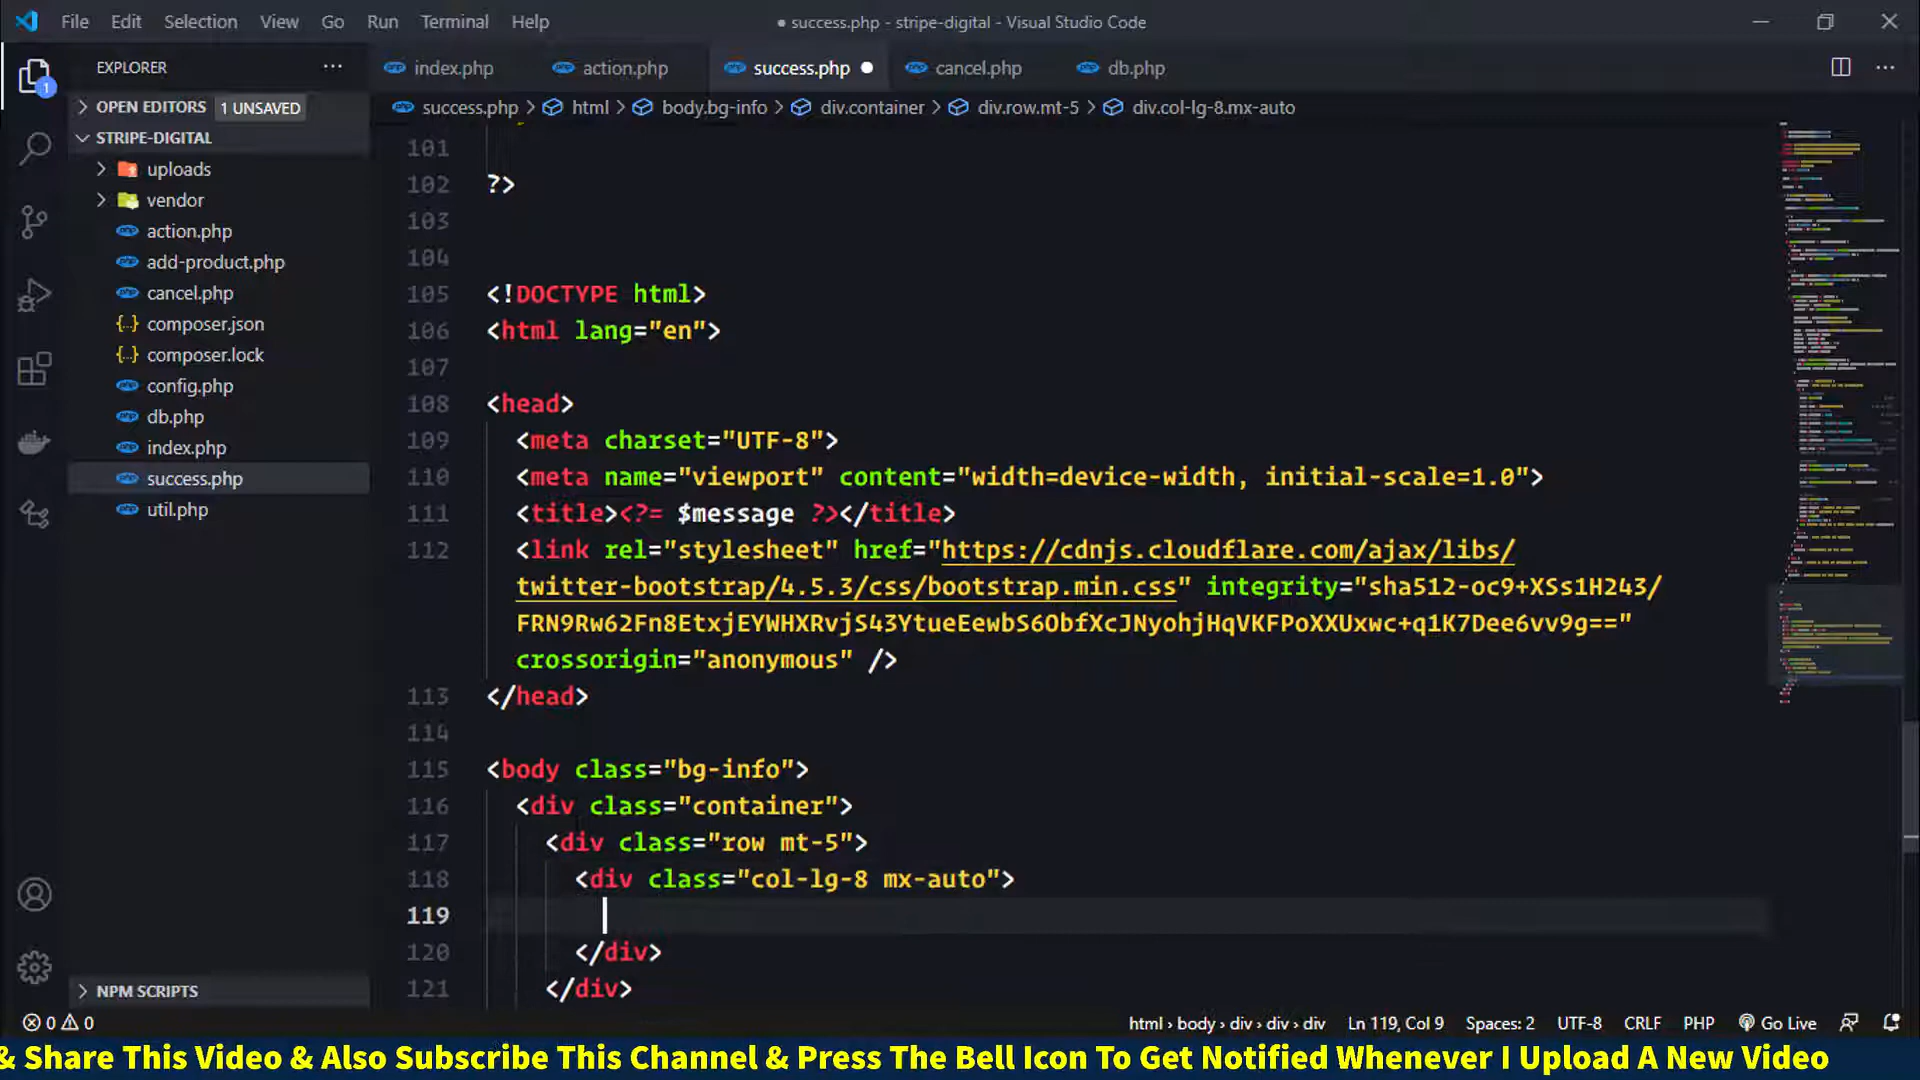 File Edit Selection View Go Run Terminal Help
● success.php - stripe-digital - Visual Studio Code
EXPLORER
index.php action.php success.php cancel.php db.php
OPEN EDITORS 1 UNSAVED
success.php > html > body.bg-info > div.container > div.row.mt-5 > div.col-lg-8.mx-auto
STRIPE-DIGITAL
uploads
vendor
action.php
add-product.php
cancel.php
composer.json
composer.lock
config.php
db.php
index.php
success.php
util.php
NPM SCRIPTS
1
101
102 ?>
103
104
105 <!DOCTYPE html>
106 <html lang="en">
107
108 <head>
109 <meta charset="UTF-8">
110 <meta name="viewport" content="width=device-width, initial-scale=1.0">
111 <title><?= $message ?></title>
112 <link rel="stylesheet" href="https://cdnjs.cloudflare.com/ajax/libs/
twitter-bootstrap/4.5.3/css/bootstrap.min.css" integrity="sha512-oc9+XSs1H243/
FRN9Rw62Fn8EtxjEYWHXRvjS43YtueEewbS6ObfXcJNyohjHqVKFPoXXUxwc+q1K7Dee6vv9g=="
crossorigin="anonymous" />
113 </head>
114
115 <body class="bg-info">
116 <div class="container">
117 <div class="row mt-5">
118 <div class="col-lg-8 mx-auto">
119
120 </div>
121 </div>
0 0
html › body › div › div › div Ln 119, Col 9 Spaces: 2 UTF-8 CRLF PHP Go Live
& Share This Video & Also Subscribe This Channel & Press The Bell Icon To Get Notified Whenever I Upload A New Video